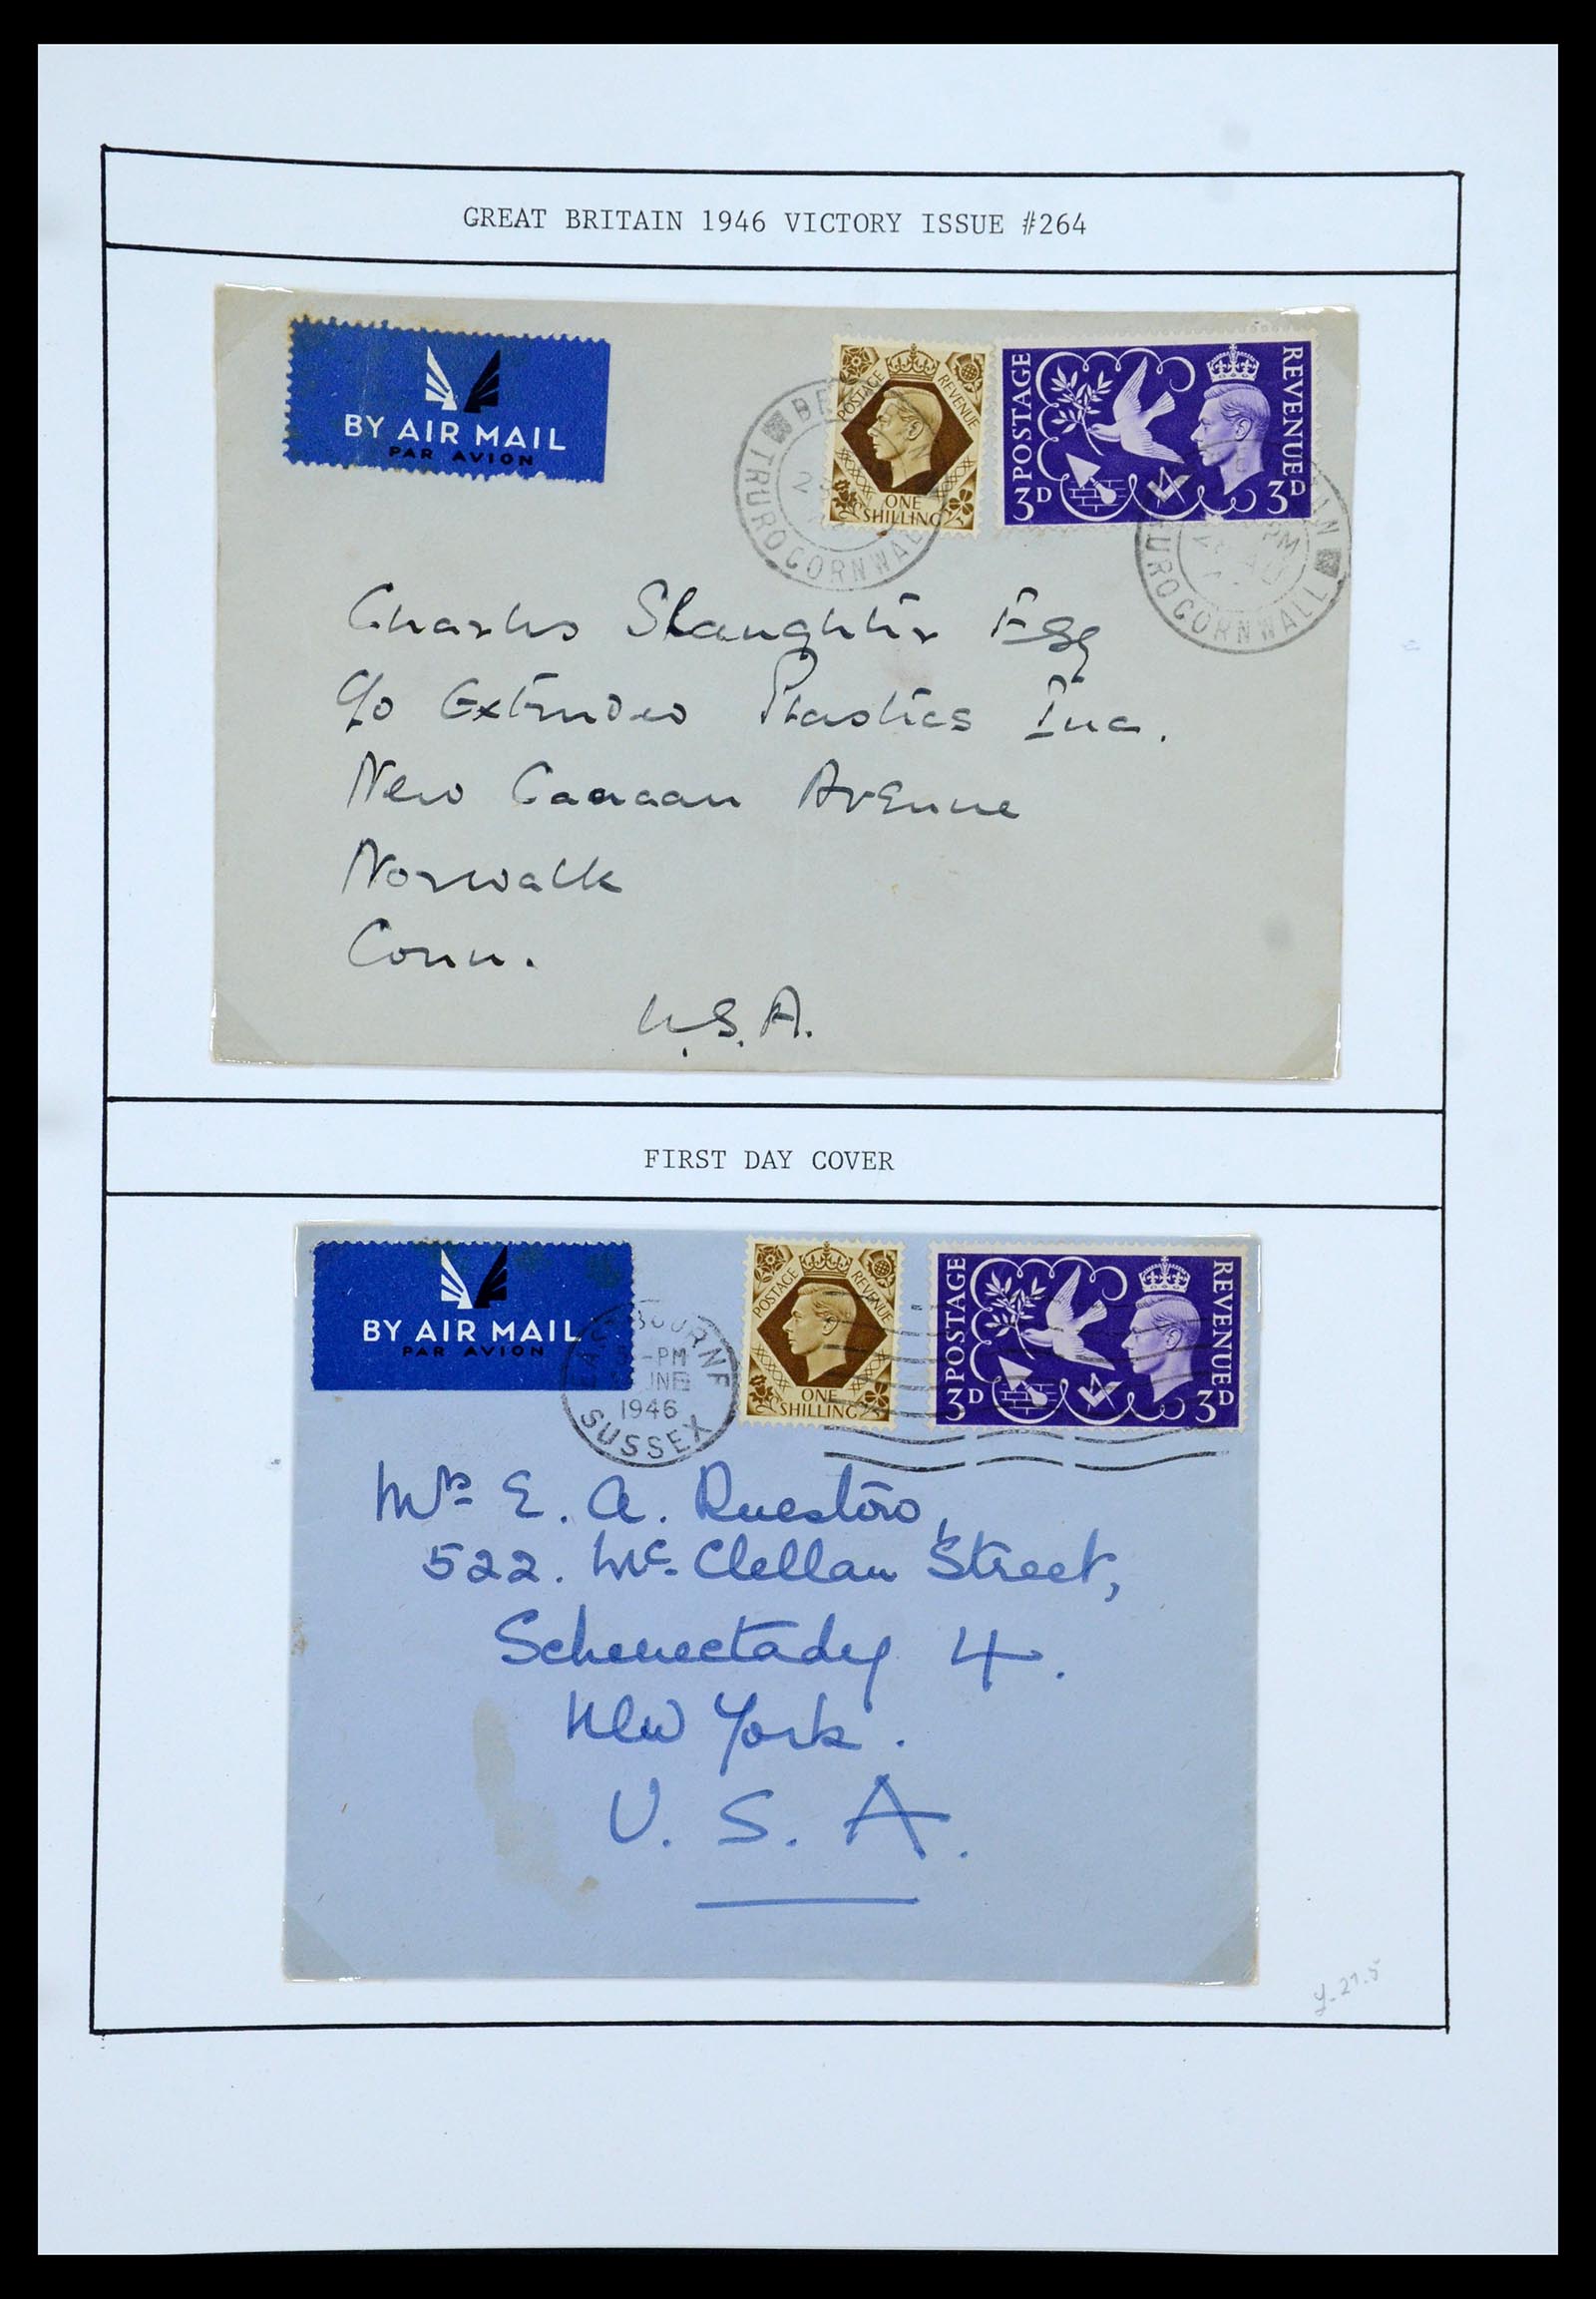 GREAT BRITAIN 1946 VICTORY ISSUE #264
BY AIR MAIL
PAR AVION
POSTAGE REVENUE
ONE
SHILLING
POSTAGE
REVENUE
3D
3D
TRURO CORNWALL
TRURO CORNWALL
Charles Slaughter Esq
c/o Extruded Plastics Inc.
New Canaan Avenue
Norwalk
Conn.
U.S.A.
FIRST DAY COVER
BY AIR MAIL
PAR AVION
POSTAGE REVENUE
ONE
SHILLING
POSTAGE
REVENUE
3D
3D
-PM
1946
SUSSEX
E. A.
522. Mc Clellan Street,
Schenectady 4.
New York.
U. S. A.